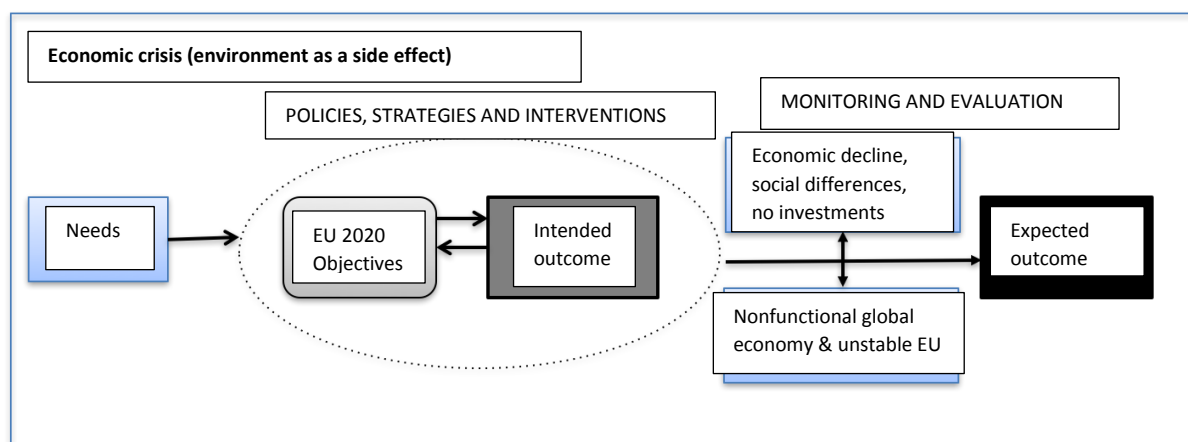 Economic crisis (environment as a side effect)
POLICIES, STRATEGIES AND INTERVENTIONS
MONITORING AND EVALUATION
Needs
EU 2020
Objectives
Intended
outcome
Economic decline,
social differences,
no investments
Nonfunctional global
economy & unstable EU
Expected
outcome